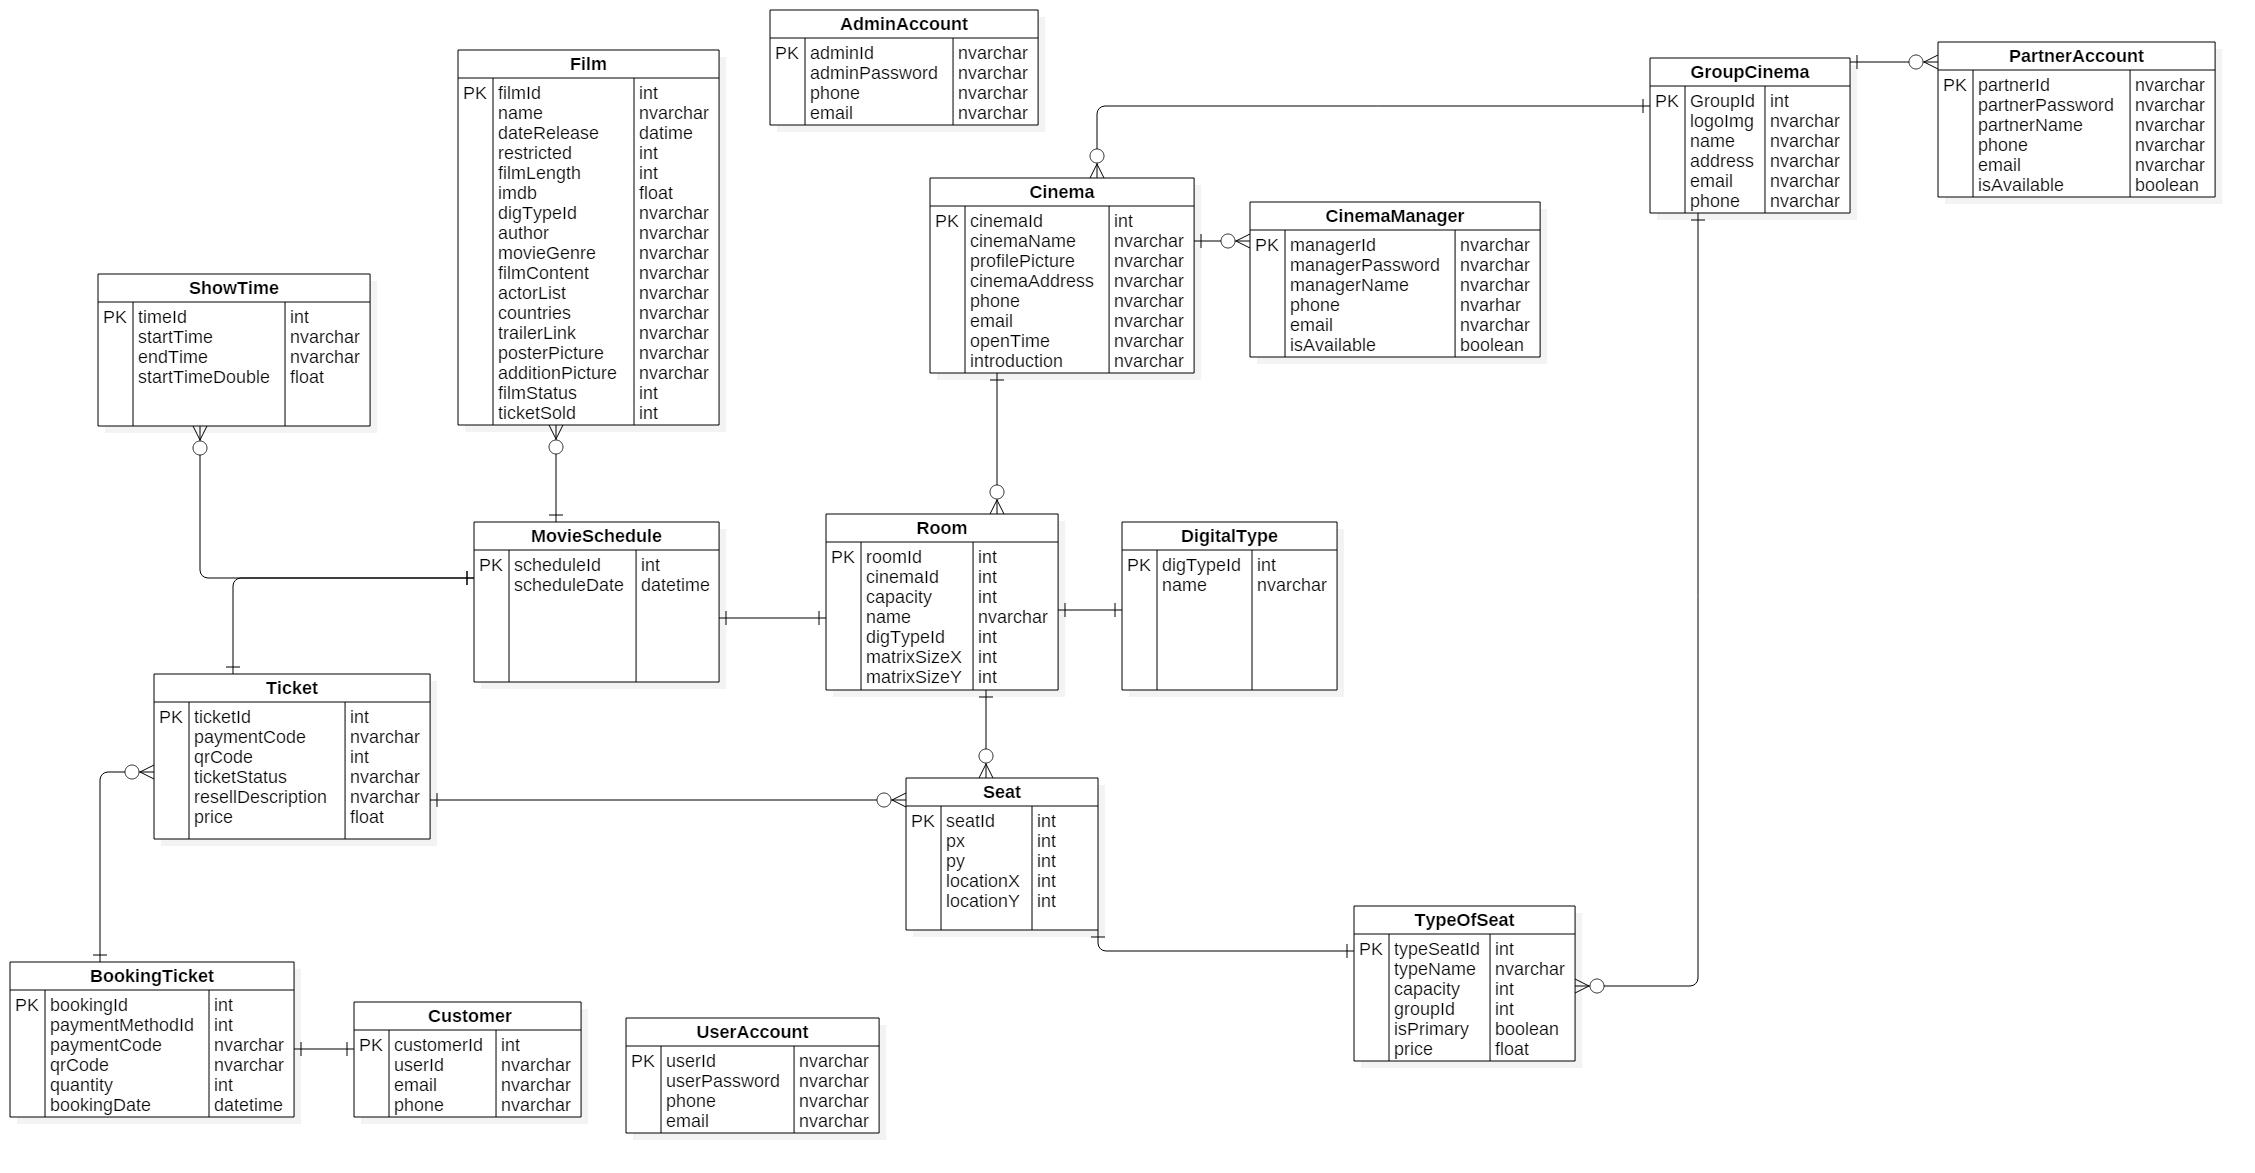 AdminAccount
PK adminId nvarchar
adminPassword nvarchar
phone nvarchar
email nvarchar
Film
PK filmId int
name nvarchar
dateRelease datime
restricted int
filmLength int
imdb float
digTypeId nvarchar
author nvarchar
movieGenre nvarchar
filmContent nvarchar
actorList nvarchar
countries nvarchar
trailerLink nvarchar
posterPicture nvarchar
additionPicture nvarchar
filmStatus int
ticketSold int
GroupCinema
PK GroupId int
logoImg nvarchar
name nvarchar
address nvarchar
email nvarchar
phone nvarchar
PartnerAccount
PK partnerId nvarchar
partnerPassword nvarchar
partnerName nvarchar
phone nvarchar
email nvarchar
isAvailable boolean
Cinema
PK cinemaId int
cinemaName nvarchar
profilePicture nvarchar
cinemaAddress nvarchar
phone nvarchar
email nvarchar
openTime nvarchar
introduction nvarchar
CinemaManager
PK managerId nvarchar
managerPassword nvarchar
managerName nvarchar
phone nvarhar
email nvarchar
isAvailable boolean
ShowTime
PK timeId int
startTime nvarchar
endTime nvarchar
startTimeDouble float
MovieSchedule
PK scheduleId int
scheduleDate datetime
Room
PK roomId int
cinemaId int
capacity int
name nvarchar
digTypeId int
matrixSizeX int
matrixSizeY int
DigitalType
PK digTypeId int
name nvarchar
Ticket
PK ticketId int
paymentCode nvarchar
qrCode int
ticketStatus nvarchar
resellDescription nvarchar
price float
Seat
PK seatId int
px int
py int
locationX int
locationY int
TypeOfSeat
PK typeSeatId int
typeName nvarchar
capacity int
groupId int
isPrimary boolean
price float
BookingTicket
PK bookingId int
paymentMethodId int
paymentCode nvarchar
qrCode nvarchar
quantity int
bookingDate datetime
Customer
PK customerId int
userId nvarchar
email nvarchar
phone nvarchar
UserAccount
PK userId nvarchar
userPassword nvarchar
phone nvarchar
email nvarchar